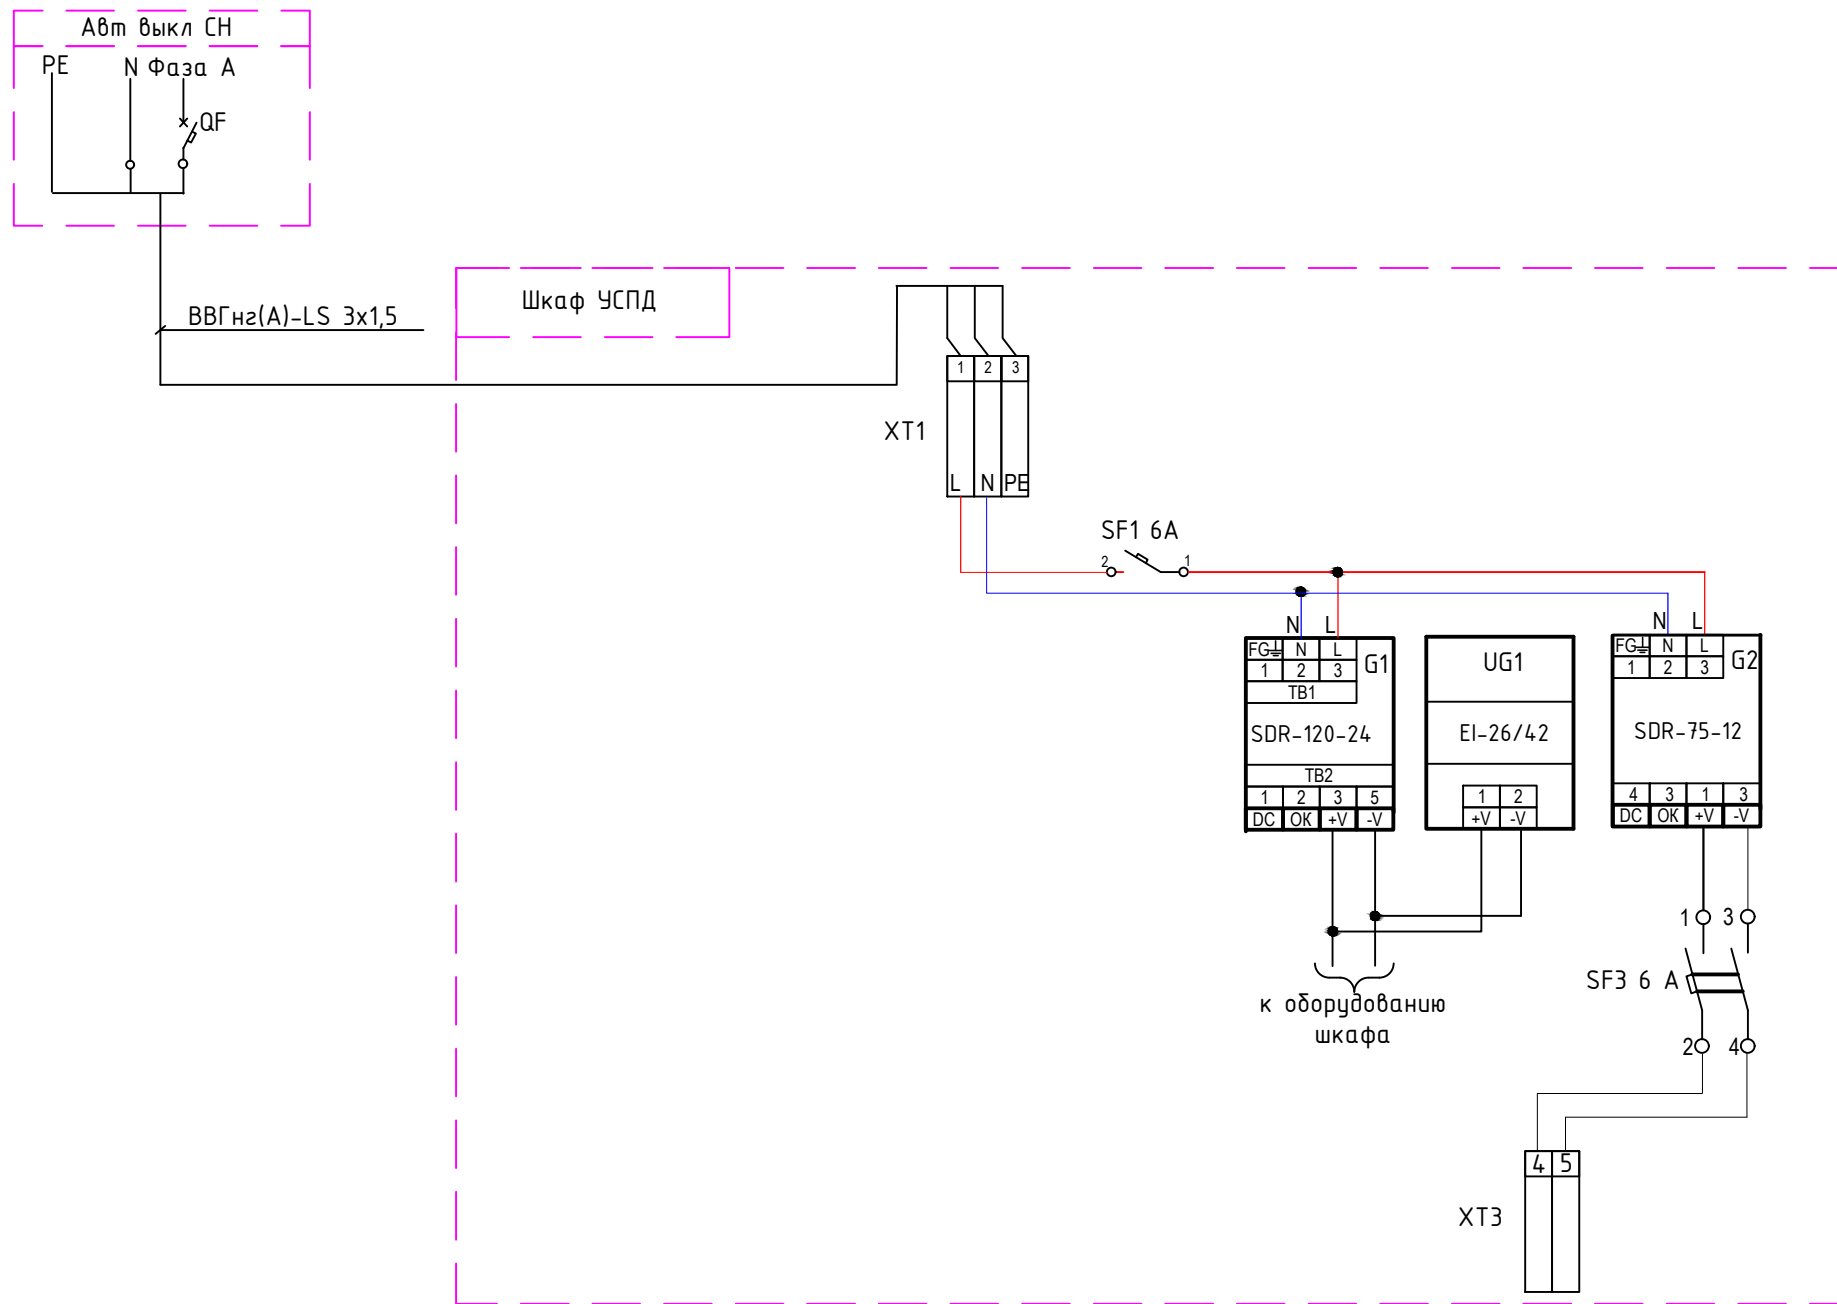 Авт выкл СН
PE N Фаза А
QF
ВВГнг(А)-LS 3х1,5
Шкаф УСПД
1 2 3
XT1
L N PE
SF1 6A
2 1
N L
N L
FG N L
1 2 3
G1
TB1
SDR-120-24
TB2
1 2 3 5
DC OK +V -V
UG1
EI-26/42
1 2
+V -V
FG N L
1 2 3
G2
SDR-75-12
4 3 1 3
DC OK +V -V
1 3
SF3 6 A
2 4
к оборудованию
шкафа
4 5
XT3